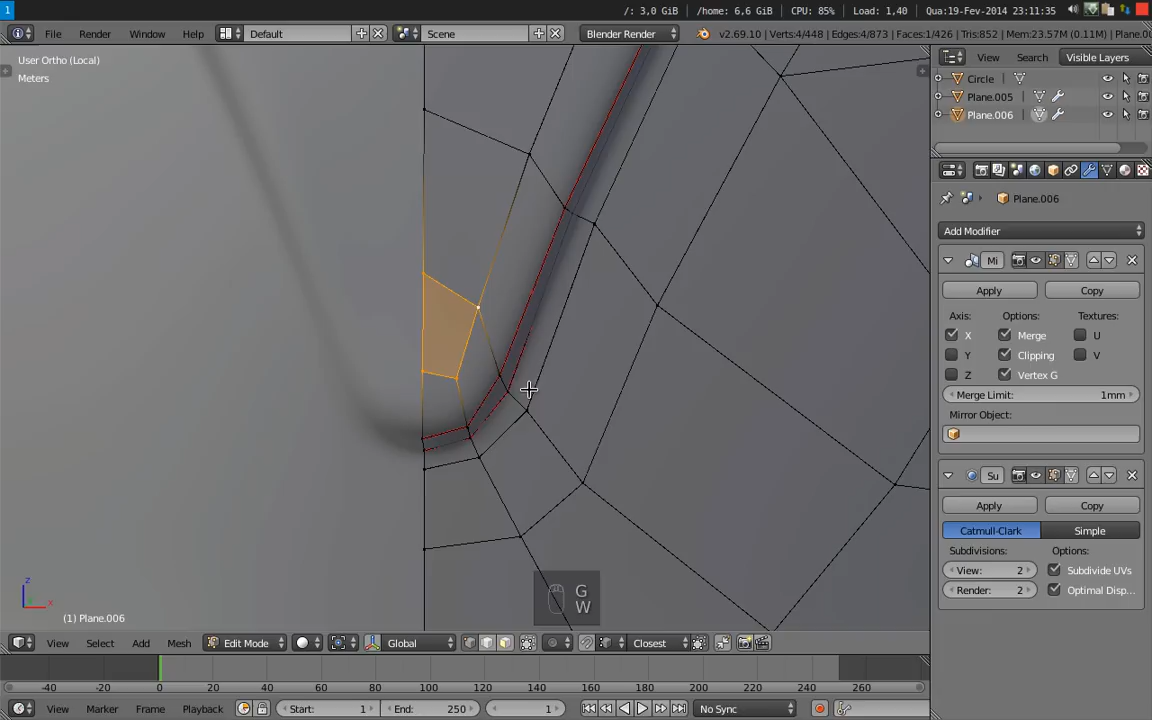 1 /: 3,0 GiB /home: 6,6 GiB CPU: 85% Load: 1,40 Qua:19-Fev-2014 23:11:35
File Render Window Help Default Scene Blender Render v2.69.10 | Verts:4/448 | Edges:4/873 | Faces:1/426 | Tris:852 | Mem:23.57M (0.11M) | Plane.0
User Ortho (Local)
Meters
View Search Visible Layers
Circle
Plane.005
Plane.006
Plane.006
Add Modifier
Mi
Apply Copy
Axis: Options: Textures:
X Merge U
Y Clipping V
Z Vertex G
Merge Limit: 1mm
Mirror Object:
Su
Apply Copy
Catmull-Clark Simple
Subdivisions: Options:
View: 2 Subdivide UVs
Render: 2 Optimal Disp...
G
W
z
x
(1) Plane.006
View Select Add Mesh Edit Mode Global Closest
-40 -20 0 20 40 60 80 100 120 140 160 180 200 220 240 260
View Marker Frame Playback Start: 1 End: 250 1 No Sync